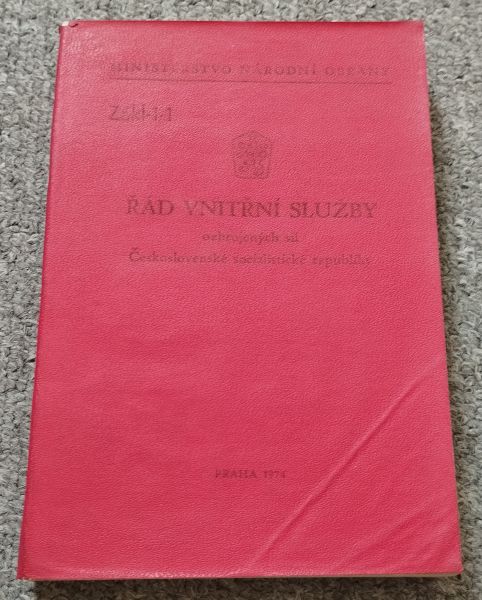 MINISTERSTVO NÁRODNÍ OBRANY
Zákl-1-1
ŘÁD VNITŘNÍ SLUŽBY
ozbrojených sil
Československé socialistické republiky
PRAHA 1974